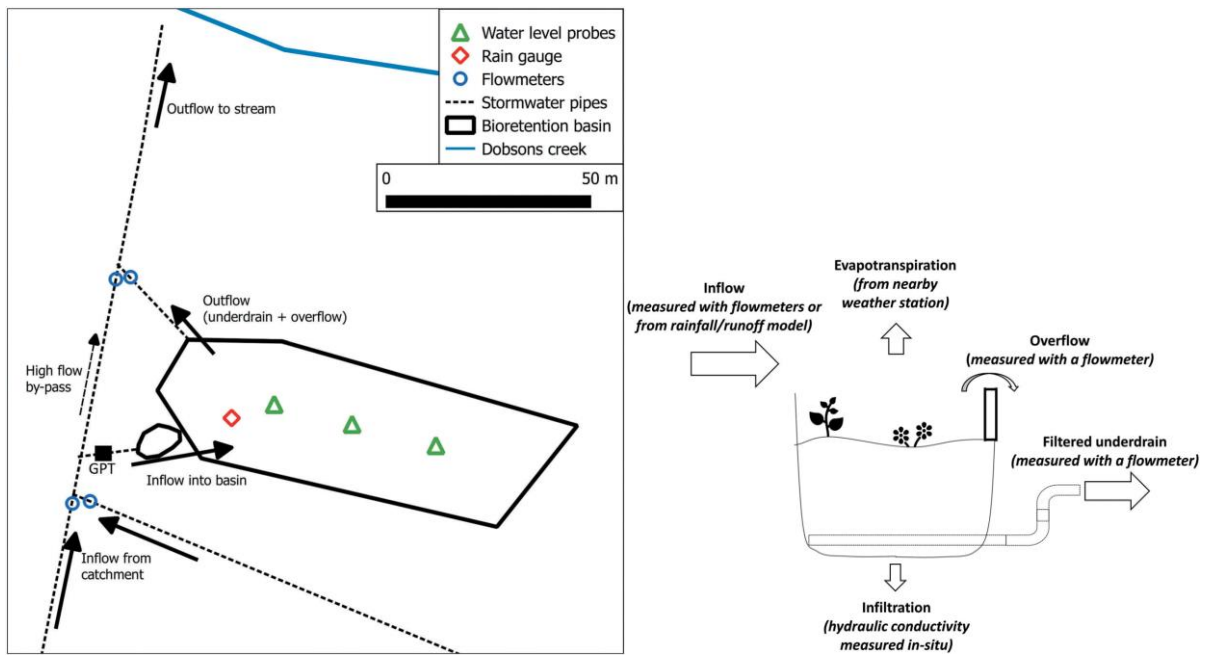 Water level probes
Rain gauge
Flowmeters
Stormwater pipes
Bioretention basin
Dobsons creek
0 50 m
Outflow to stream
Outflow
(underdrain + overflow)
High flow
by-pass
GPT
Inflow into basin
Inflow from
catchment
Inflow
(measured with flowmeters or
from rainfall/runoff model)
Evapotranspiration
(from nearby
weather station)
Overflow
(measured with a flowmeter)
Filtered underdrain
(measured with a flowmeter)
Infiltration
(hydraulic conductivity
measured in-situ)